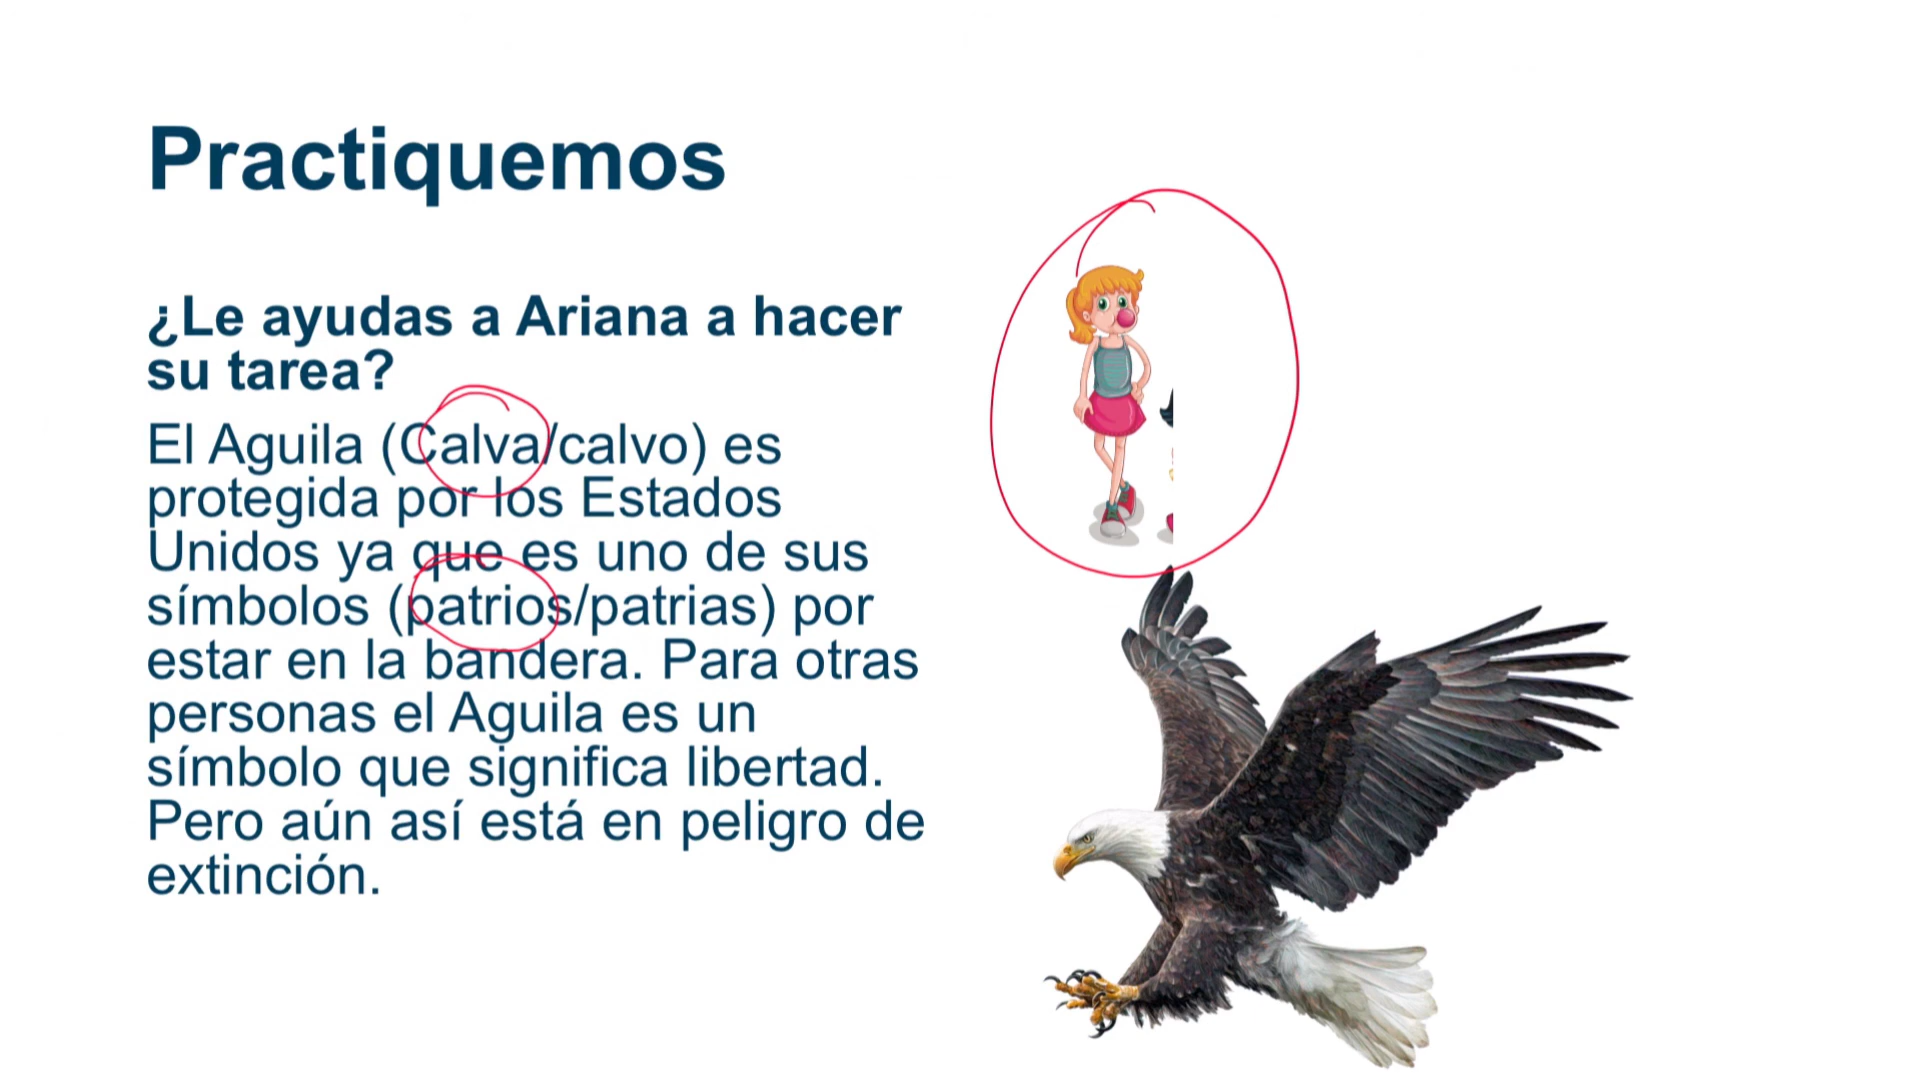 Practiquemos
¿Le ayudas a Ariana a hacer
su tarea?
El Aguila (Calva/calvo) es
protegida por los Estados
Unidos ya que es uno de sus
símbolos (patrios/patrias) por
estar en la bandera. Para otras
personas el Aguila es un
símbolo que significa libertad.
Pero aún así está en peligro de
extinción.